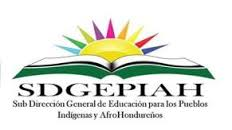 SDGEPIAH
Sub Dirección General de Educación para los Pueblos
Indígenas y AfroHondureños